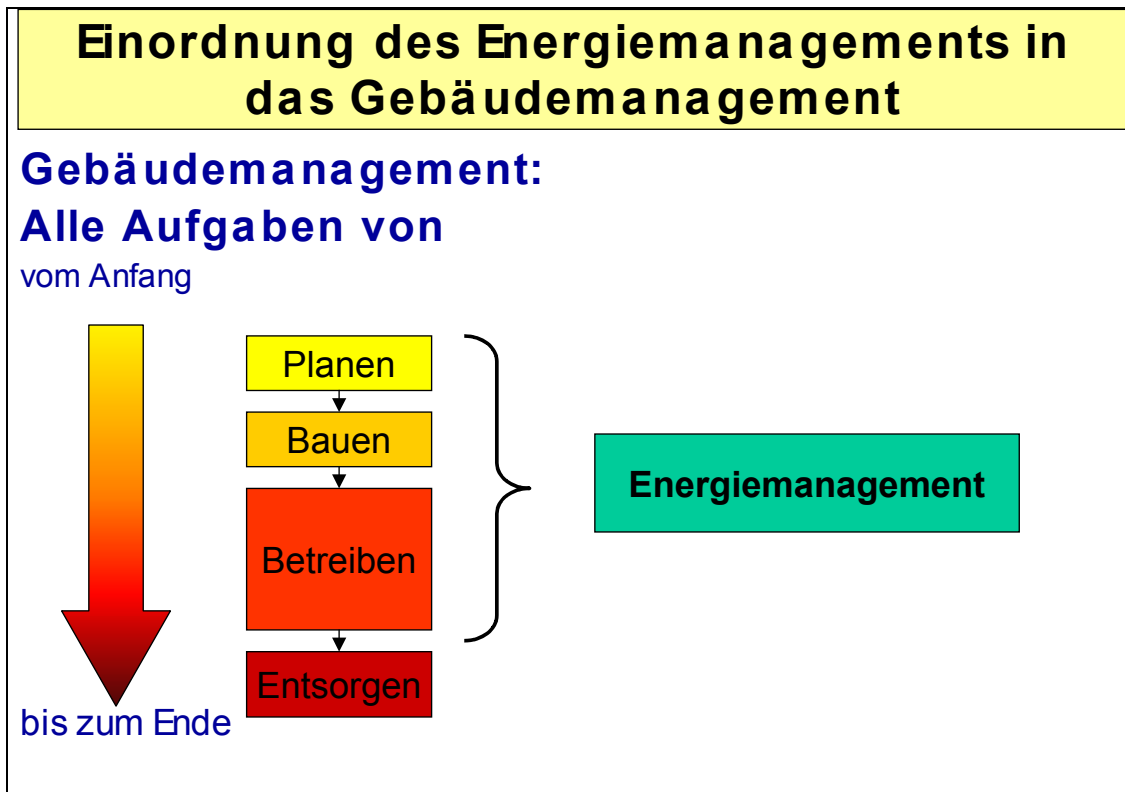 Einordnung des Energiemanagements in
das Gebäudemanagement
Gebäudemanagement:
Alle Aufgaben von
vom Anfang
Planen
Bauen
Betreiben
Entsorgen
Energiemanagement
bis zum Ende